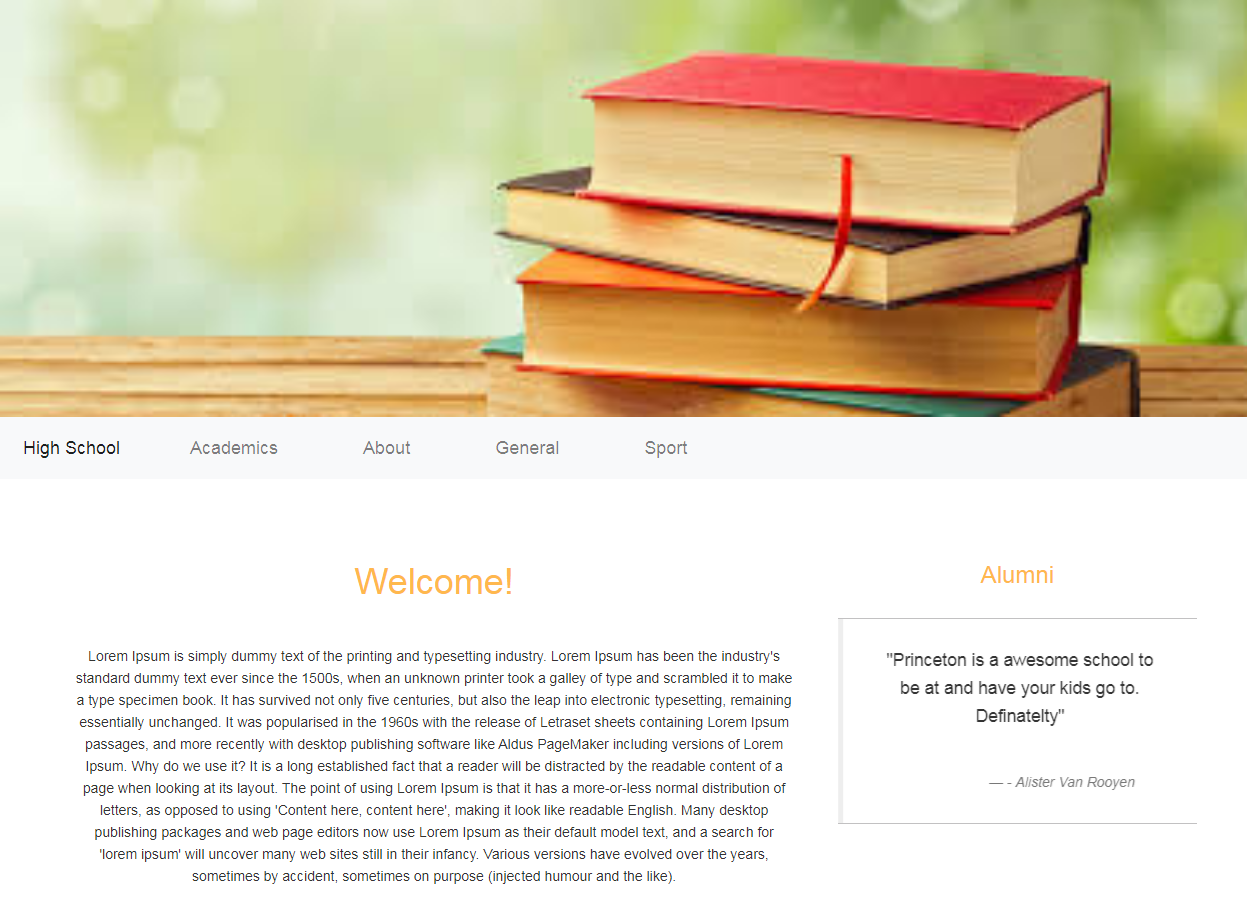 High School Academics About General Sport
Welcome!
Lorem Ipsum is simply dummy text of the printing and typesetting industry. Lorem Ipsum has been the industry's
standard dummy text ever since the 1500s, when an unknown printer took a galley of type and scrambled it to make
a type specimen book. It has survived not only five centuries, but also the leap into electronic typesetting, remaining
essentially unchanged. It was popularised in the 1960s with the release of Letraset sheets containing Lorem Ipsum
passages, and more recently with desktop publishing software like Aldus PageMaker including versions of Lorem
Ipsum. Why do we use it? It is a long established fact that a reader will be distracted by the readable content of a
page when looking at its layout. The point of using Lorem Ipsum is that it has a more-or-less normal distribution of
letters, as opposed to using 'Content here, content here', making it look like readable English. Many desktop
publishing packages and web page editors now use Lorem Ipsum as their default model text, and a search for
'lorem ipsum' will uncover many web sites still in their infancy. Various versions have evolved over the years,
sometimes by accident, sometimes on purpose (injected humour and the like).
Alumni
"Princeton is a awesome school to
be at and have your kids go to.
Definatelty"
— - Alister Van Rooyen